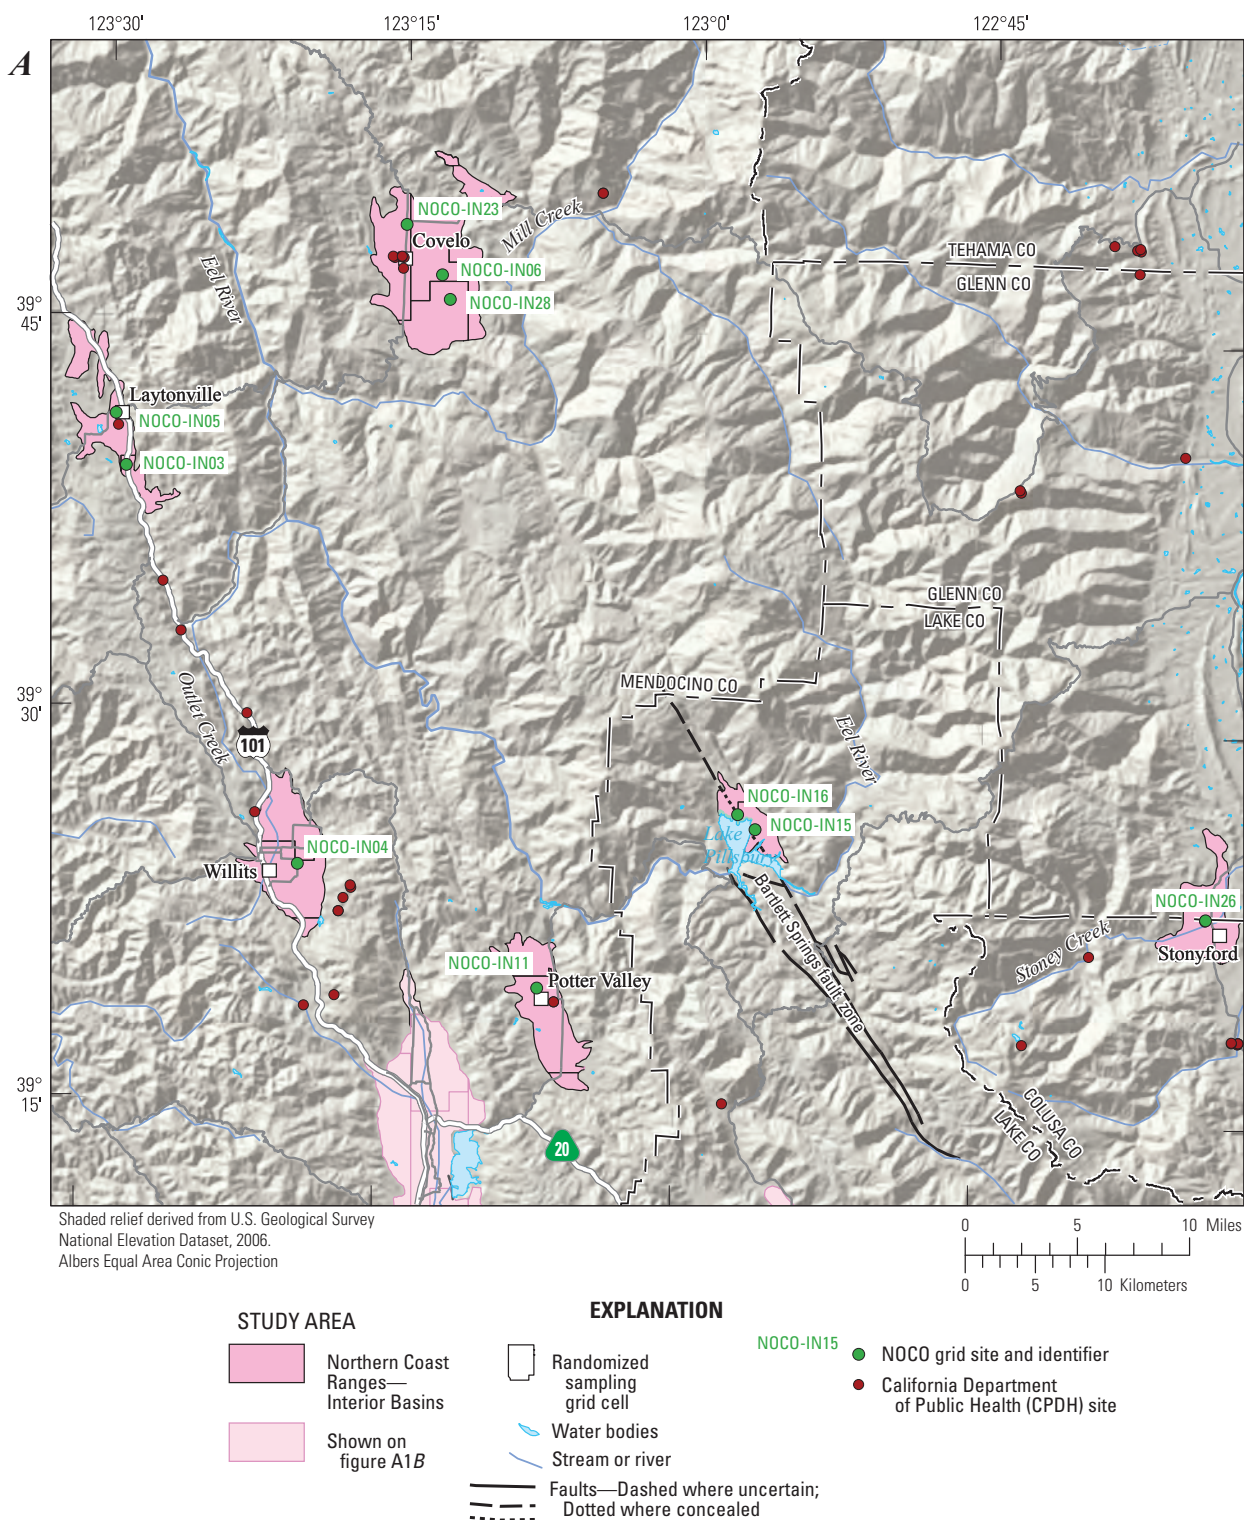 123°30' 123°15' 123°0' 122°45'
A
NOCO-IN23
Covelo
Mill Creek
NOCO-IN06
NOCO-IN28
TEHAMA CO
GLENN CO
Eel River
39°
45'
Laytonville
NOCO-IN05
NOCO-IN03
GLENN CO
LAKE CO
39°
30'
MENDOCINO CO
Outlet Creek
101
Eel River
NOCO-IN16
NOCO-IN15
Lake
Pillsbury
NOCO-IN04
Willits
Bartlett Springs fault zone
NOCO-IN26
Stoney Creek
Stonyford
NOCO-IN11
Potter Valley
39°
15'
COLUSA CO
LAKE CO
20
Shaded relief derived from U.S. Geological Survey
National Elevation Dataset, 2006.
Albers Equal Area Conic Projection
0 5 10 Miles
0 5 10 Kilometers
EXPLANATION
STUDY AREA
Northern Coast
Ranges—
Interior Basins
Shown on
figure A1B
Randomized
sampling
grid cell
Water bodies
Stream or river
Faults—Dashed where uncertain;
Dotted where concealed
NOCO-IN15
NOCO grid site and identifier
California Department
of Public Health (CPDH) site